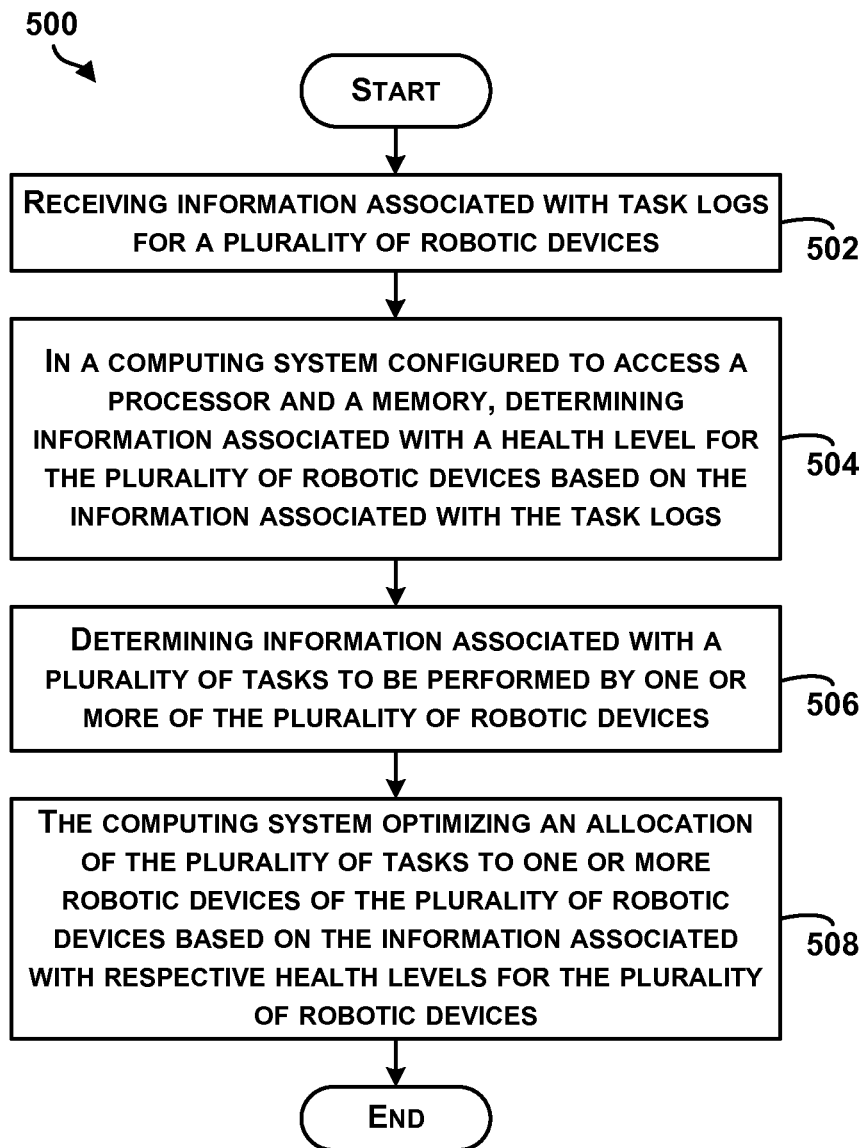 500
START
RECEIVING INFORMATION ASSOCIATED WITH TASK LOGS
FOR A PLURALITY OF ROBOTIC DEVICES
502
IN A COMPUTING SYSTEM CONFIGURED TO ACCESS A
PROCESSOR AND A MEMORY, DETERMINING
INFORMATION ASSOCIATED WITH A HEALTH LEVEL FOR
THE PLURALITY OF ROBOTIC DEVICES BASED ON THE
INFORMATION ASSOCIATED WITH THE TASK LOGS
504
DETERMINING INFORMATION ASSOCIATED WITH A
PLURALITY OF TASKS TO BE PERFORMED BY ONE OR
MORE OF THE PLURALITY OF ROBOTIC DEVICES
506
THE COMPUTING SYSTEM OPTIMIZING AN ALLOCATION
OF THE PLURALITY OF TASKS TO ONE OR MORE
ROBOTIC DEVICES OF THE PLURALITY OF ROBOTIC
DEVICES BASED ON THE INFORMATION ASSOCIATED
WITH RESPECTIVE HEALTH LEVELS FOR THE PLURALITY
OF ROBOTIC DEVICES
508
END